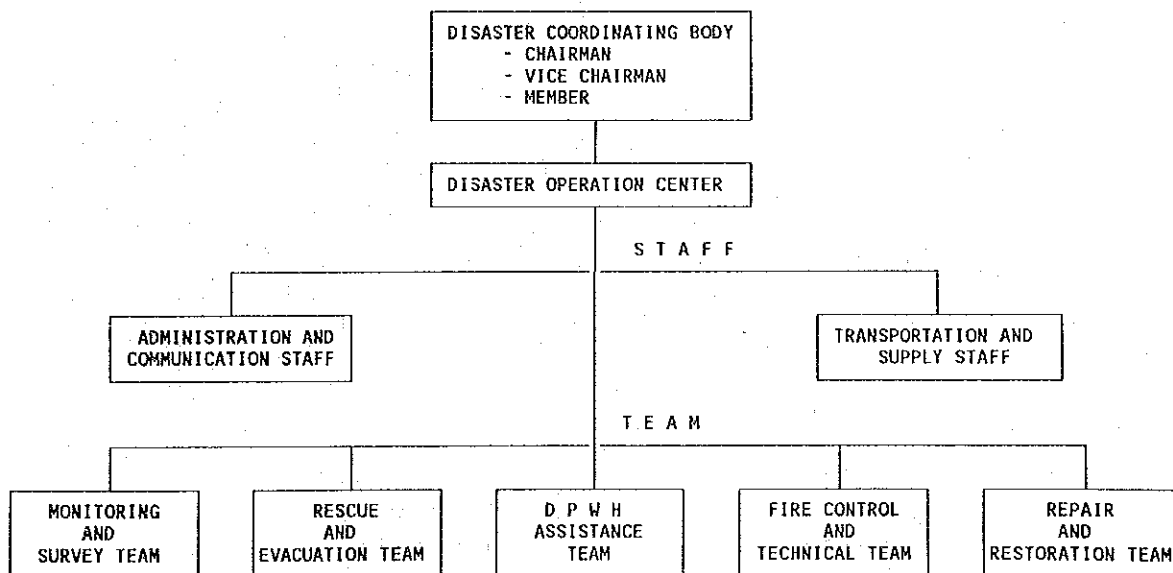 DISASTER COORDINATING BODY
- CHAIRMAN
- VICE CHAIRMAN
- MEMBER
DISASTER OPERATION CENTER
S T A F F
ADMINISTRATION AND
COMMUNICATION STAFF
TRANSPORTATION AND
SUPPLY STAFF
T E A M
MONITORING
AND
SURVEY TEAM
RESCUE
AND
EVACUATION TEAM
D P W H
ASSISTANCE
TEAM
FIRE CONTROL
AND
TECHNICAL TEAM
REPAIR
AND
RESTORATION TEAM